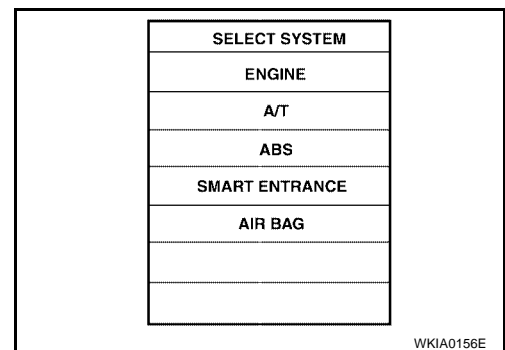 SELECT SYSTEM
ENGINE
A/T
ABS
SMART ENTRANCE
AIR BAG
WKIA0156E